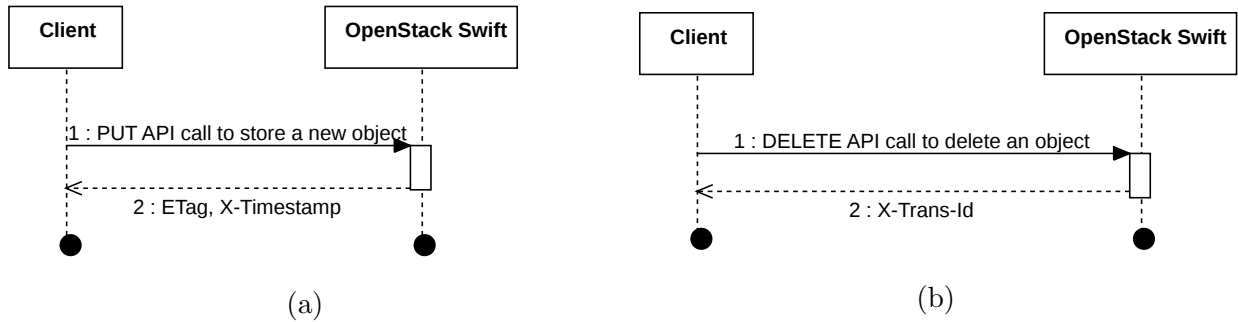 Client
OpenStack Swift
1 : PUT API call to store a new object
2 : ETag, X-Timestamp
(a)
Client
OpenStack Swift
1 : DELETE API call to delete an object
2 : X-Trans-Id
(b)